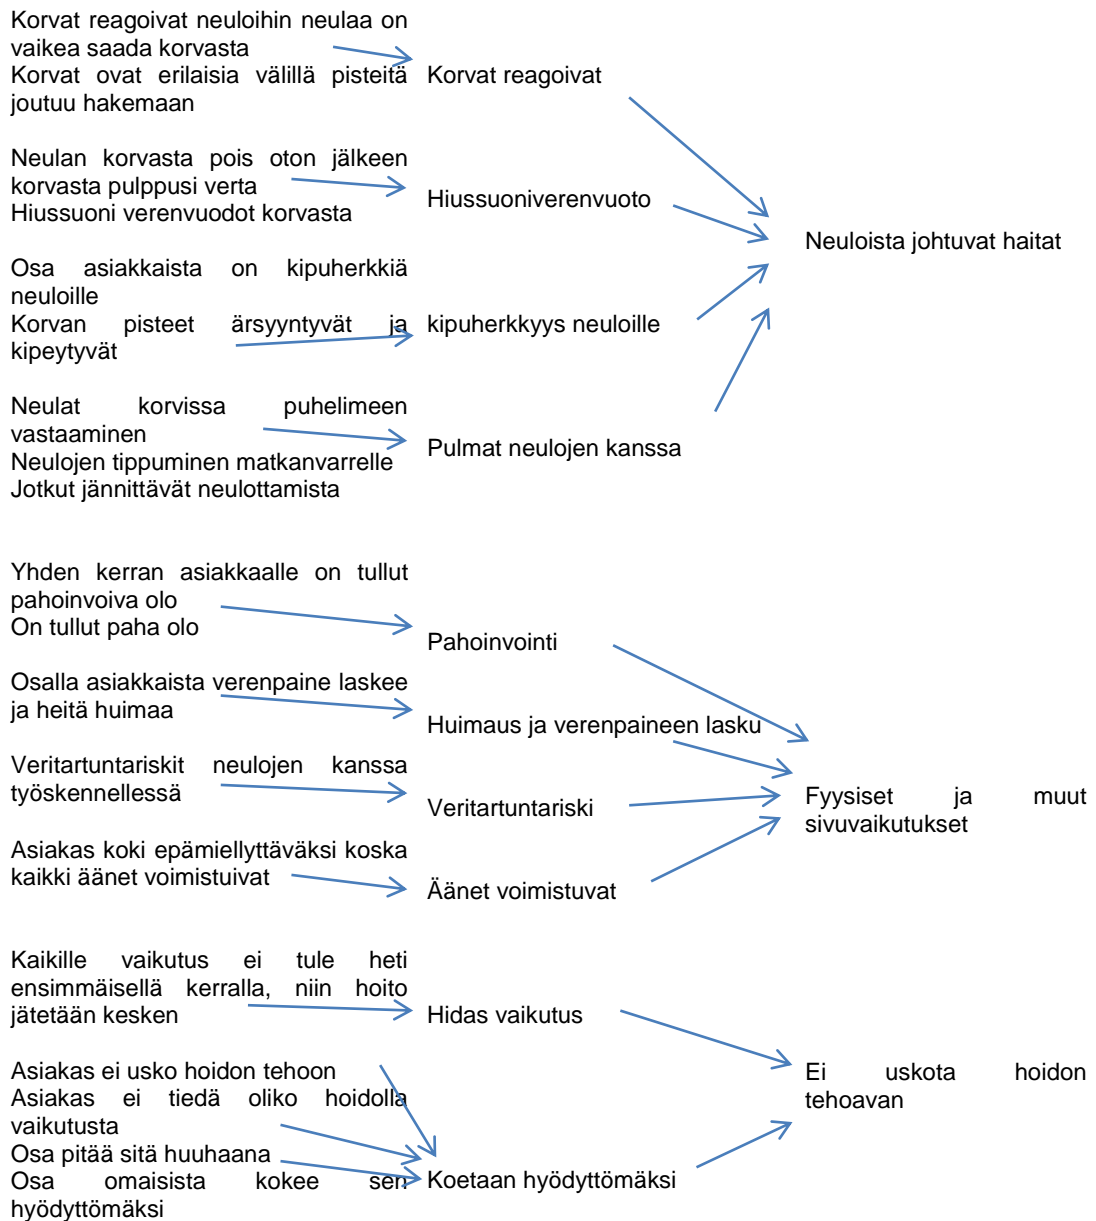 Korvat reagoivat neuloihin neulaa on
vaikea saada korvasta
Korvat ovat erilaisia välillä pisteitä
joutuu hakemaan
Korvat reagoivat
Neulan korvasta pois oton jälkeen
korvasta pulppusi verta
Hiussuoni verenvuodot korvasta
Hiussuoniverenvuoto
Neuloista johtuvat haitat
Osa asiakkaista on kipuherkkiä
neuloille
Korvan pisteet ärsyyntyvät ja
kipeytyvät
kipuherkkyys neuloille
Neulat korvissa puhelimeen
vastaaminen
Neulojen tippuminen matkanvarrelle
Jotkut jännittävät neulottamista
Pulmat neulojen kanssa
Yhden kerran asiakkaalle on tullut
pahoinvoiva olo
On tullut paha olo
Pahoinvointi
Osalla asiakkaista verenpaine laskee
ja heitä huimaa
Huimaus ja verenpaineen lasku
Veritartuntariskit neulojen kanssa
työskennellessä
Veritartuntariski
Fyysiset ja muut
sivuvaikutukset
Asiakas koki epämiellyttäväksi koska
kaikki äänet voimistuivat
Äänet voimistuvat
Kaikille vaikutus ei tule heti
ensimmäisellä kerralla, niin hoito
jätetään kesken
Hidas vaikutus
Asiakas ei usko hoidon tehoon
Asiakas ei tiedä oliko hoidolla
vaikutusta
Osa pitää sitä huuhaana
Osa omaisista kokee sen
hyödyttömäksi
Koetaan hyödyttömäksi
Ei uskota hoidon
tehoavan